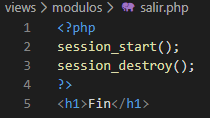 views > modulos > salir.php
1 <?php
2 session_start();
3 session_destroy();
4 ?>
5 <h1>Fin</h1>